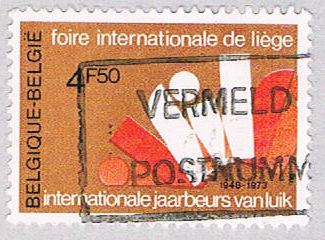 BELGIQUE-BELGIË
foire internationale de liège
4F50
VERMELD
POSTNUMM
1948-1973
internationale jaarbeurs van luik